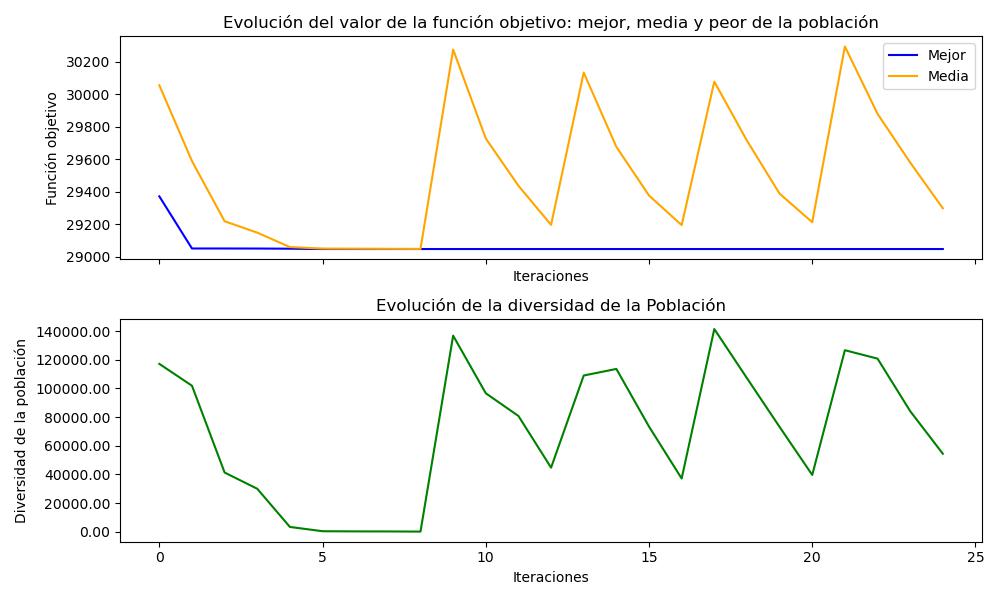 Evolución del valor de la función objetivo: mejor, media y peor de la población
30200
30000
29800
29600
29400
29200
29000
Función objetivo
Mejor
Media
Iteraciones
Evolución de la diversidad de la Población
140000.00
120000.00
100000.00
80000.00
60000.00
40000.00
20000.00
0.00
Diversidad de la población
0 5 10 15 20 25
Iteraciones